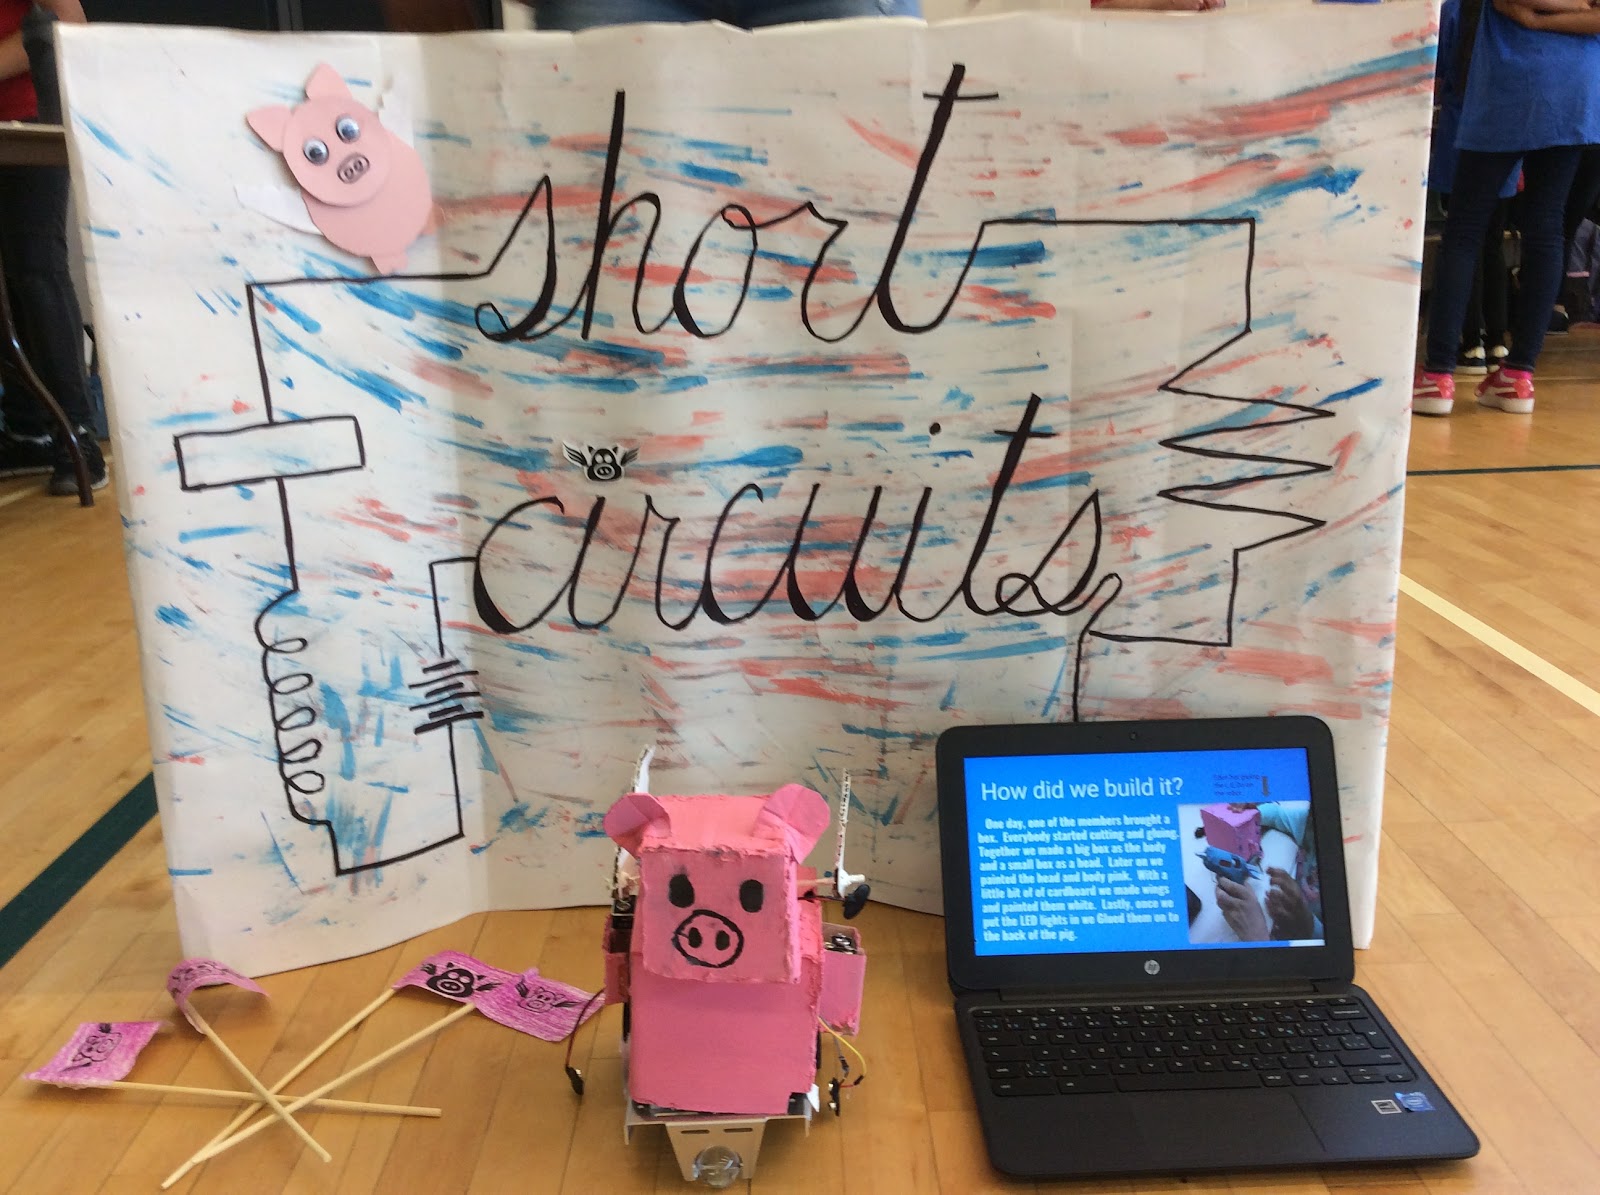 short
circuits
How did we build it?
One day, one of the members brought a
box. Everybody started cutting and gluing.
Together we made a big box as the body
and a small box as a head. Later on we
painted the head and body pink. With a
little bit of of cardboard we made wings
and painted them white. Lastly, once we
put the LED lights in we Glued them on to
the back of the pig.
hp